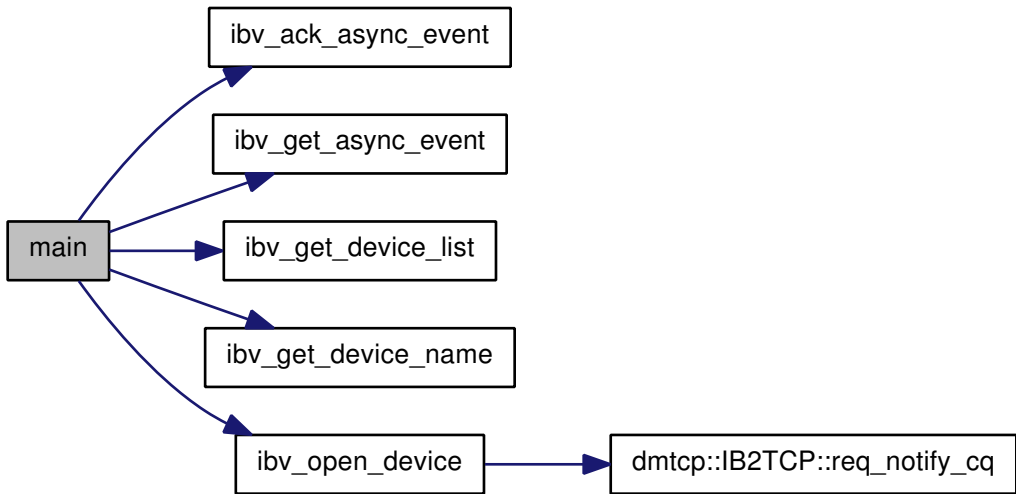 ibv_ack_async_event
ibv_get_async_event
main
ibv_get_device_list
ibv_get_device_name
ibv_open_device
dmtcp::IB2TCP::req_notify_cq